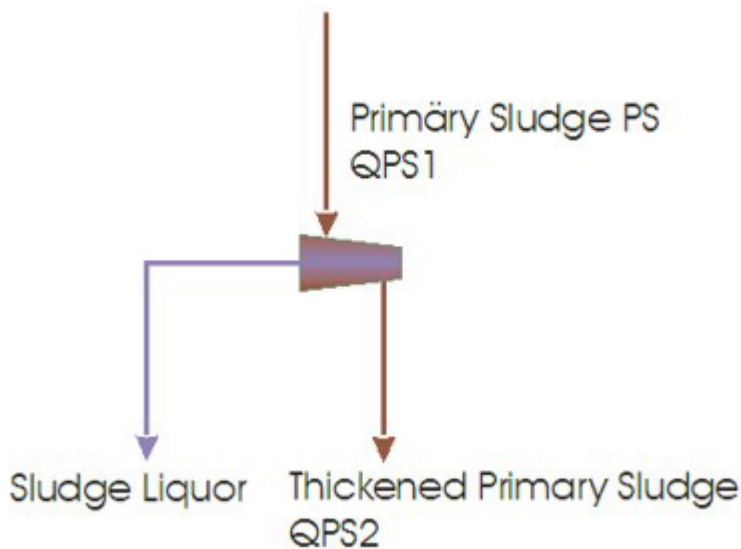 Primäry Sludge PS
QPS1
Sludge Liquor
Thickened Primary Sludge
QPS2